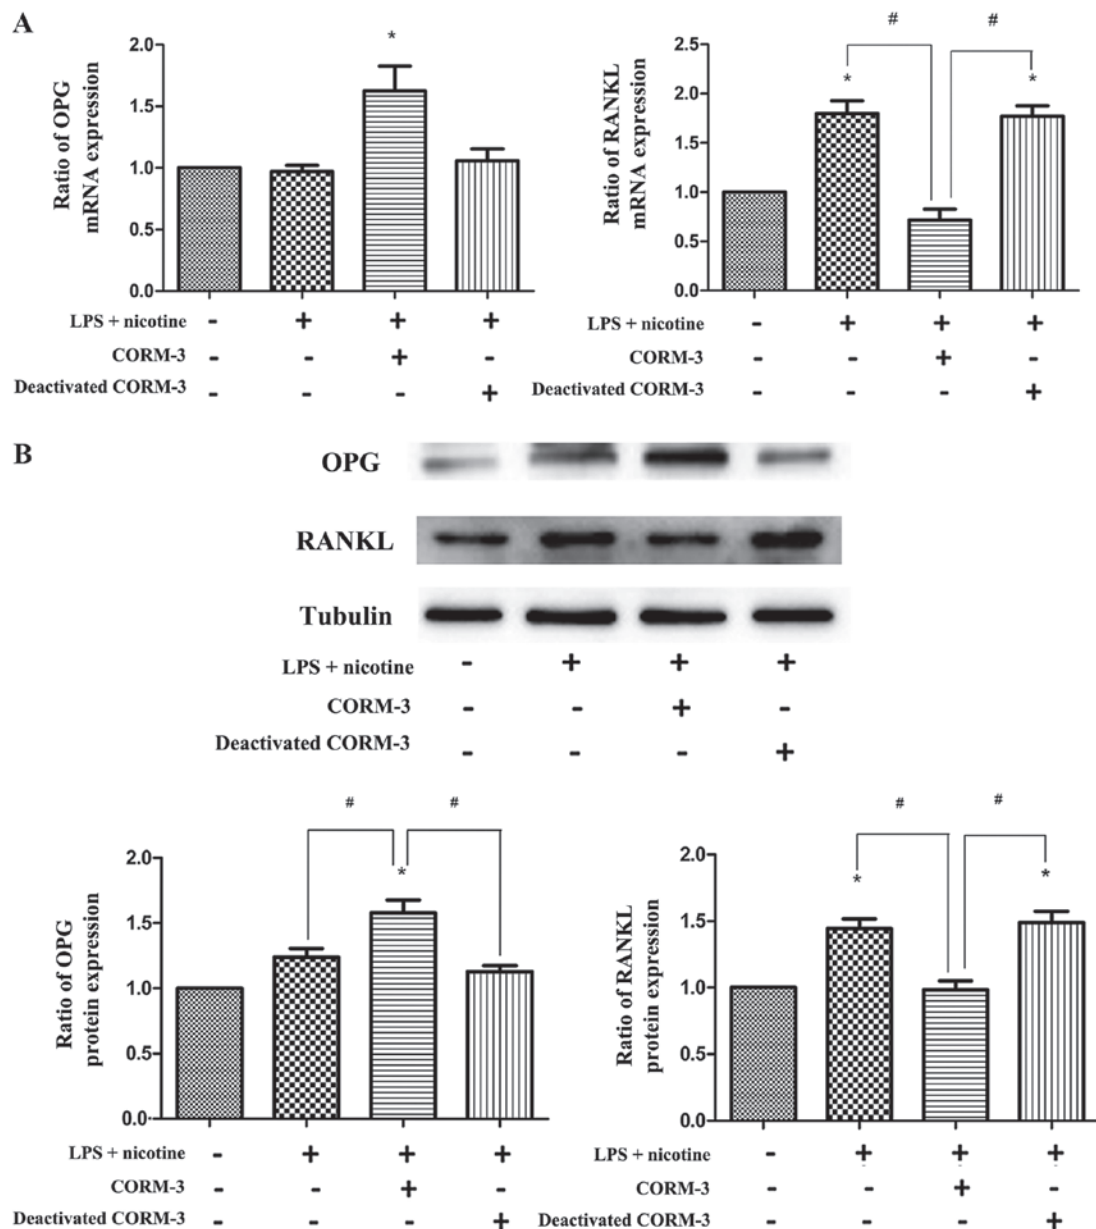 A
*
Ratio of OPG
mRNA expression
2.0
1.5
1.0
0.5
0.0
LPS + nicotine - + + +
CORM-3 - - + -
Deactivated CORM-3 - - - +
# #
* *
Ratio of RANKL
mRNA expression
2.5
2.0
1.5
1.0
0.5
0.0
LPS + nicotine - + + +
CORM-3 - - + -
Deactivated CORM-3 - - - +
B
OPG
RANKL
Tubulin
LPS + nicotine - + + +
CORM-3 - - + -
Deactivated CORM-3 - - - +
# #
*
Ratio of OPG
protein expression
2.0
1.5
1.0
0.5
0.0
LPS + nicotine - + + +
CORM-3 - - + -
Deactivated CORM-3 - - - +
# #
* *
Ratio of RANKL
protein expression
2.0
1.5
1.0
0.5
0.0
LPS + nicotine - + + +
CORM-3 - - + -
Deactivated CORM-3 - - - +